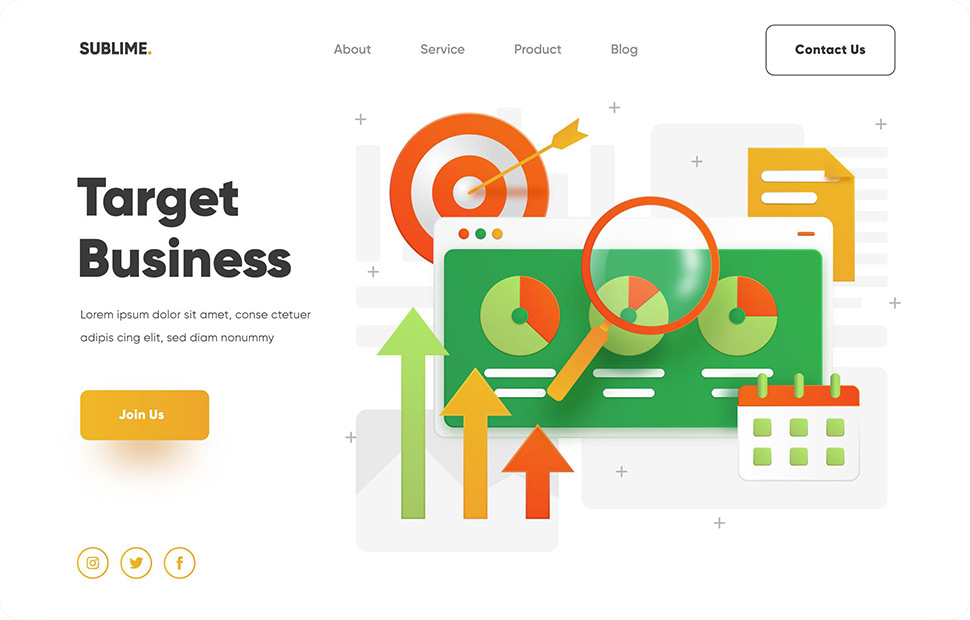 SUBLIME.
About
Service
Product
Blog
Contact Us
Target
Business
Lorem ipsum dolor sit amet, conse ctetuer
adipis cing elit, sed diam nonummy
Join Us